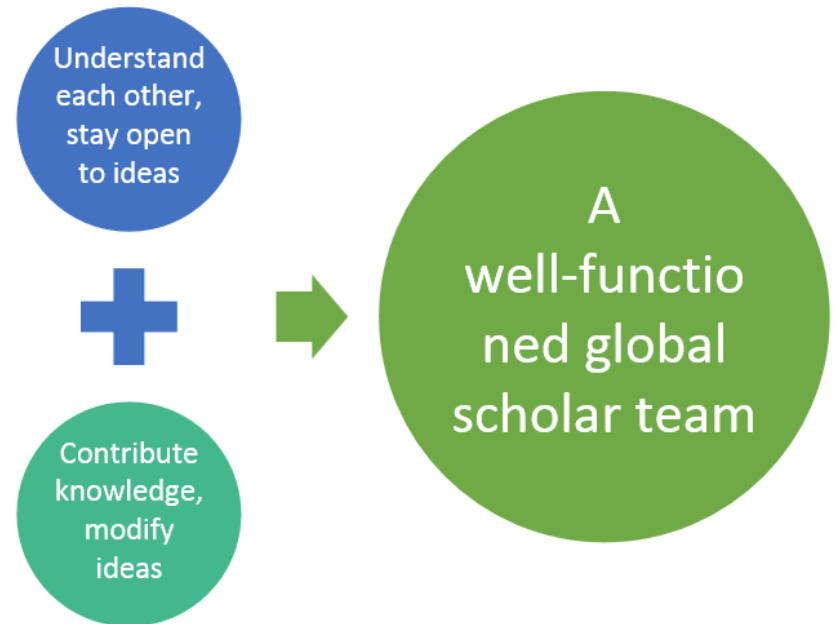 Understand
each other,
stay open
to ideas
Contribute
knowledge,
modify
ideas
A
well-functio
ned global
scholar team